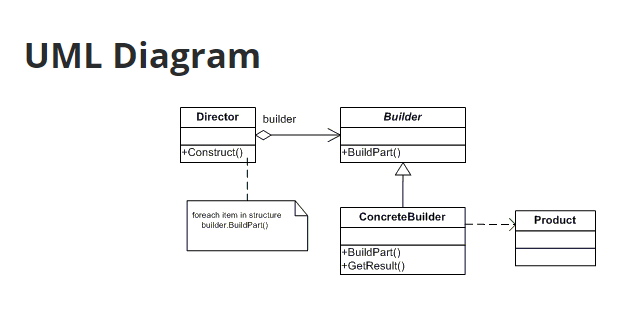 UML Diagram
Director
builder
Builder
+Construct()
+BuildPart()
foreach item in structure
builder.BuildPart()
ConcreteBuilder
Product
+BuildPart()
+GetResult()